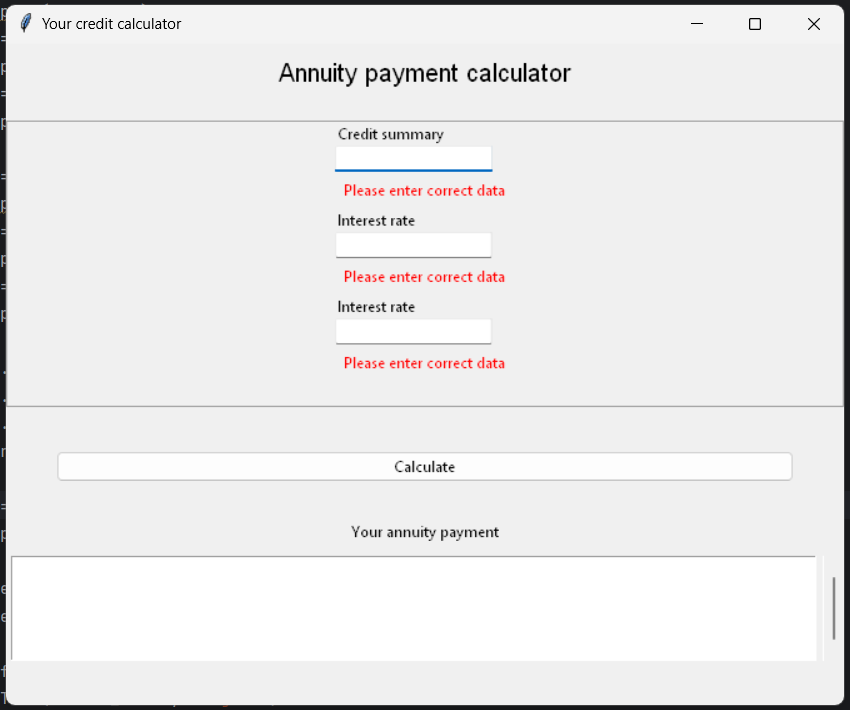 Your credit calculator
Annuity payment calculator
Credit summary
Please enter correct data
Interest rate
Please enter correct data
Interest rate
Please enter correct data
Calculate
Your annuity payment